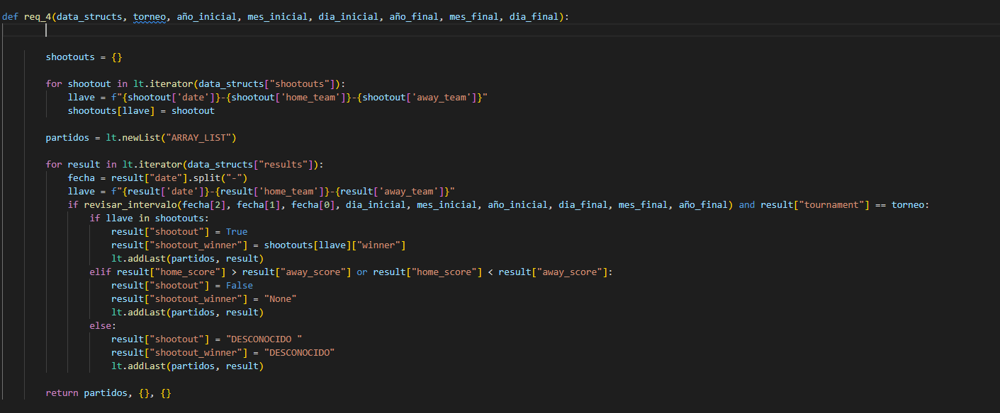 def req_4(data_structs, torneo, año_inicial, mes_inicial, dia_inicial, año_final, mes_final, dia_final):
shootouts = {}
for shootout in lt.iterator(data_structs["shootouts"]):
llave = f"{shootout['date']}-{shootout['home_team']}-{shootout['away_team']}"
shootouts[llave] = shootout
partidos = lt.newList("ARRAY_LIST")
for result in lt.iterator(data_structs["results"]):
fecha = result["date"].split("-")
llave = f"{result['date']}-{result['home_team']}-{result['away_team']}"
if revisar_intervalo(fecha[2], fecha[1], fecha[0], dia_inicial, mes_inicial, año_inicial, dia_final, mes_final, año_final) and result["tournament"] == torneo:
if llave in shootouts:
result["shootout"] = True
result["shootout_winner"] = shootouts[llave]["winner"]
lt.addLast(partidos, result)
elif result["home_score"] > result["away_score"] or result["home_score"] < result["away_score"]:
result["shootout"] = False
result["shootout_winner"] = "None"
lt.addLast(partidos, result)
else:
result["shootout"] = "DESCONOCIDO "
result["shootout_winner"] = "DESCONOCIDO"
lt.addLast(partidos, result)
return partidos, {}, {}